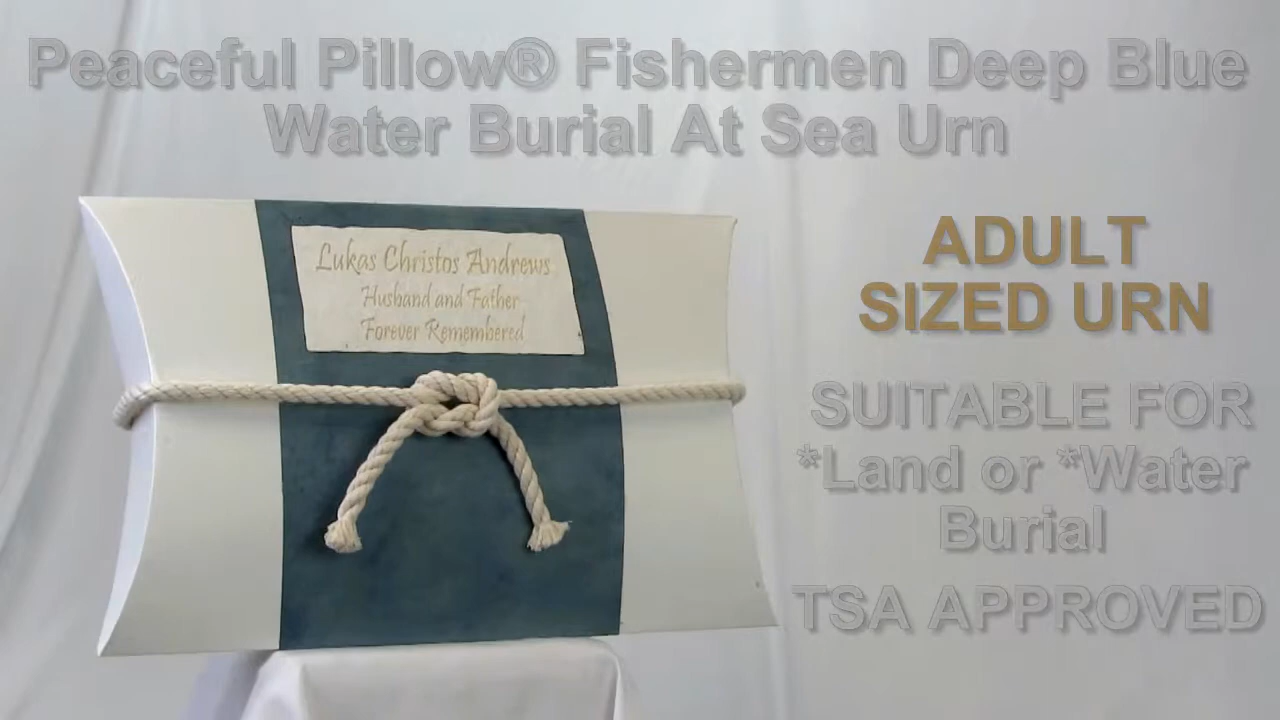 Peaceful Pillow® Fishermen Deep Blue
Water Burial At Sea Urn
Lukas Christos Andrews
Husband and Father
Forever Remembered
ADULT
SIZED URN
SUITABLE FOR
*Land or *Water
Burial
TSA APPROVED